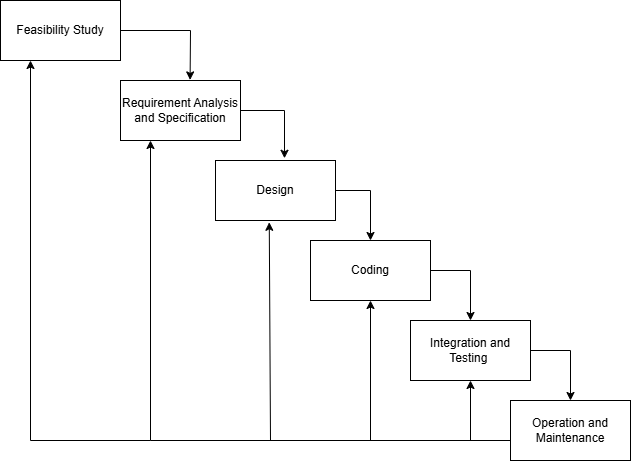 Feasibility Study
Requirement Analysis
and Specification
Design
Coding
Integration and
Testing
Operation and
Maintenance